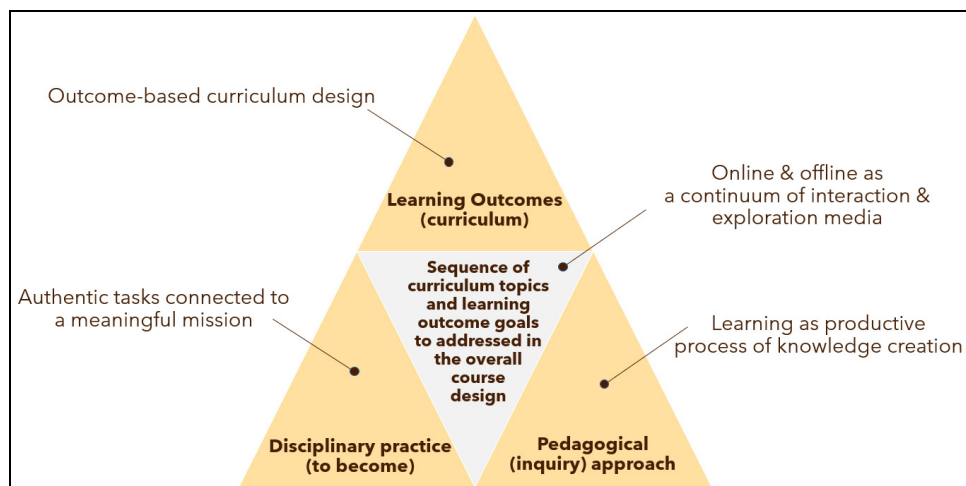 Outcome-based curriculum design
Learning Outcomes
(curriculum)
Online & offline as
a continuum of interaction &
exploration media
Sequence of
curriculum topics
and learning
outcome goals
to addressed in
the overall
course
design
Authentic tasks connected to
a meaningful mission
Learning as productive
process of knowledge creation
Disciplinary practice
(to become)
Pedagogical
(inquiry) approach